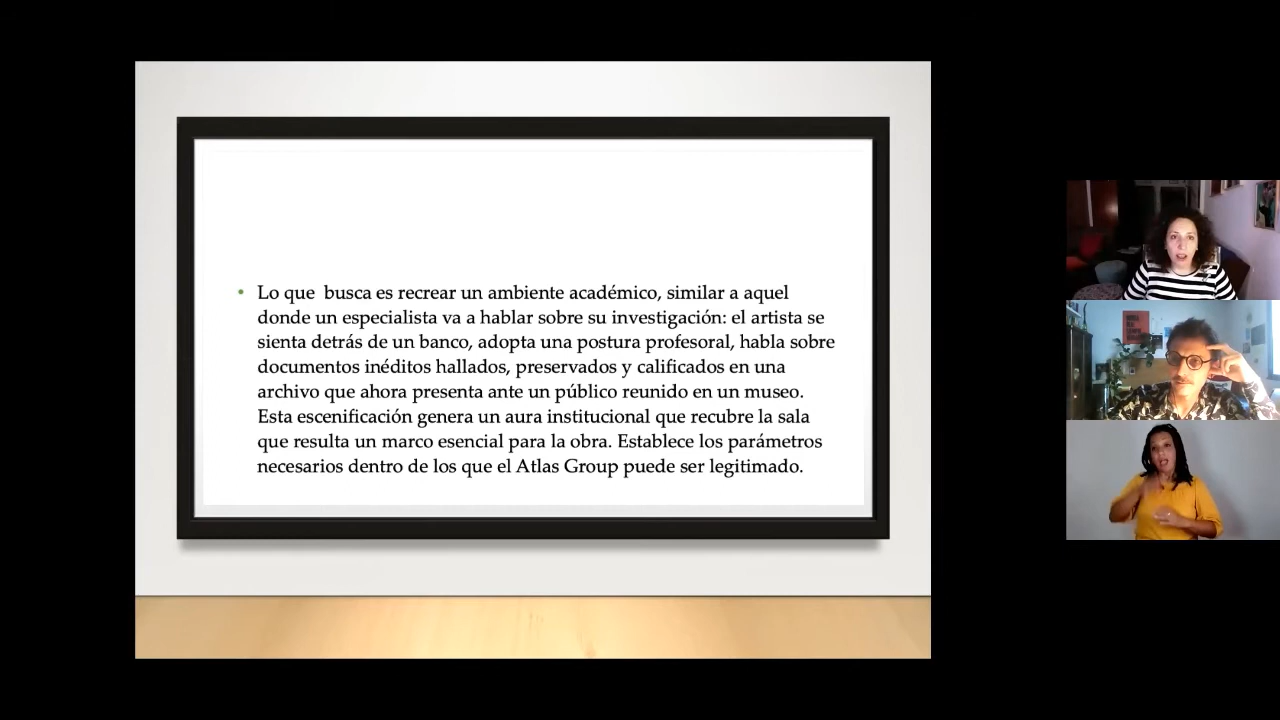 Lo que  busca es recrear un ambiente académico, similar a aquel
donde un especialista va a hablar sobre su investigación: el artista se
sienta detrás de un banco, adopta una postura profesoral, habla sobre
documentos inéditos hallados, preservados y calificados en una
archivo que ahora presenta ante un público reunido en un museo.
Esta escenificación genera un aura institucional que recubre la sala
que resulta un marco esencial para la obra. Establece los parámetros
necesarios dentro de los que el Atlas Group puede ser legitimado.